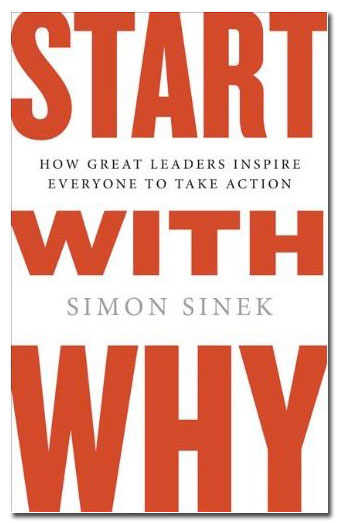 START
HOW GREAT LEADERS INSPIRE
EVERYONE TO TAKE ACTION
WITH
SIMON SINEK
WHY